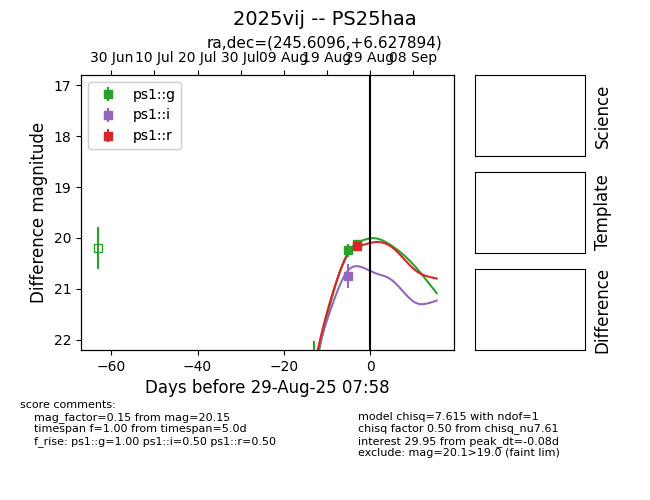 2025vij -- PS25haa
ra,dec=(245.6096,+6.627894)
30 Jun 10 Jul 20 Jul 30 Jul 09 Aug 19 Aug 29 Aug 08 Sep
ps1::g
ps1::i
ps1::r
17
18
19
20
21
22
Difference magnitude
−60 −40 −20 0
Days before 29-Aug-25 07:58
Science
Template
Difference
score comments:
mag_factor=0.15 from mag=20.15
timespan f=1.00 from timespan=5.0d
f_rise: ps1::g=1.00 ps1::i=0.50 ps1::r=0.50
model chisq=7.615 with ndof=1
chisq factor 0.50 from chisq_nu7.61
interest 29.95 from peak_dt=-0.08d
exclude: mag=20.1>19.0 (faint lim)